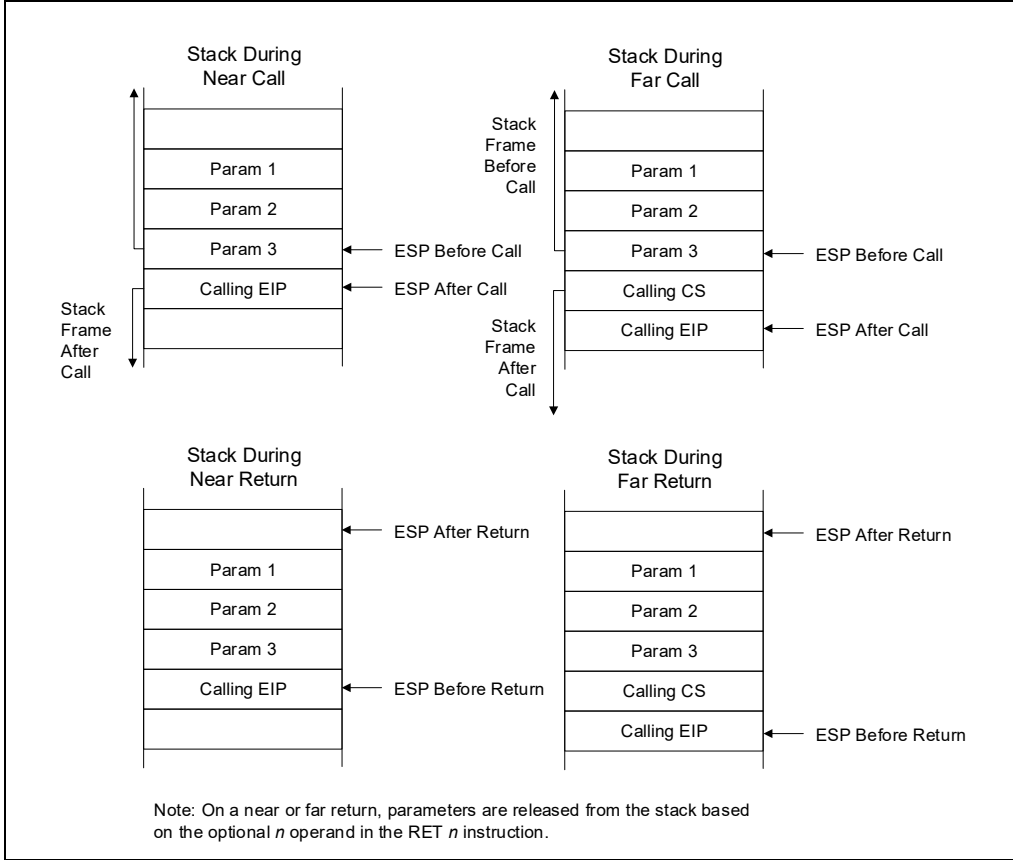 Stack During
Near Call
Param 1
Param 2
Param 3
Calling EIP
ESP Before Call
ESP After Call
Stack
Frame
After
Call
Stack During
Far Call
Stack
Frame
Before
Call
Param 1
Param 2
Param 3
Calling CS
Calling EIP
ESP Before Call
ESP After Call
Stack
Frame
After
Call
Stack During
Near Return
ESP After Return
Param 1
Param 2
Param 3
Calling EIP
ESP Before Return
Stack During
Far Return
ESP After Return
Param 1
Param 2
Param 3
Calling CS
Calling EIP
ESP Before Return
Note: On a near or far return, parameters are released from the stack based
on the optional n operand in the RET n instruction.